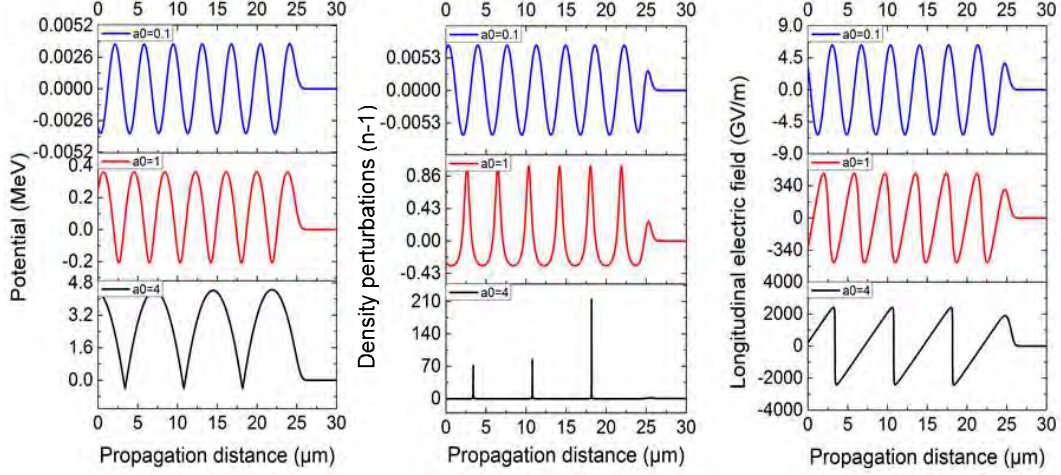 0 5 10 15 20 25 30
0.0052
0.0026
0.0000
-0.0026
-0.0052
a0=0.1
0.4
0.2
0.0
-0.2
a0=1
4.8
3.2
1.6
0.0
a0=4
0 5 10 15 20 25 30
Potential (MeV)
Propagation distance (μm)
0 5 10 15 20 25 30
0.0053
0.0000
-0.0053
a0=0.1
0.86
0.43
0.00
-0.43
a0=1
210
140
70
0
a0=4
0 5 10 15 20 25 30
Density perturbations (n-1)
Propagation distance (μm)
0 5 10 15 20 25 30
9.0
4.5
0.0
-4.5
-9.0
a0=0.1
340
0
-340
a0=1
4000
2000
0
-2000
-4000
a0=4
0 5 10 15 20 25 30
Longitudinal electric field (GV/m)
Propagation distance (μm)